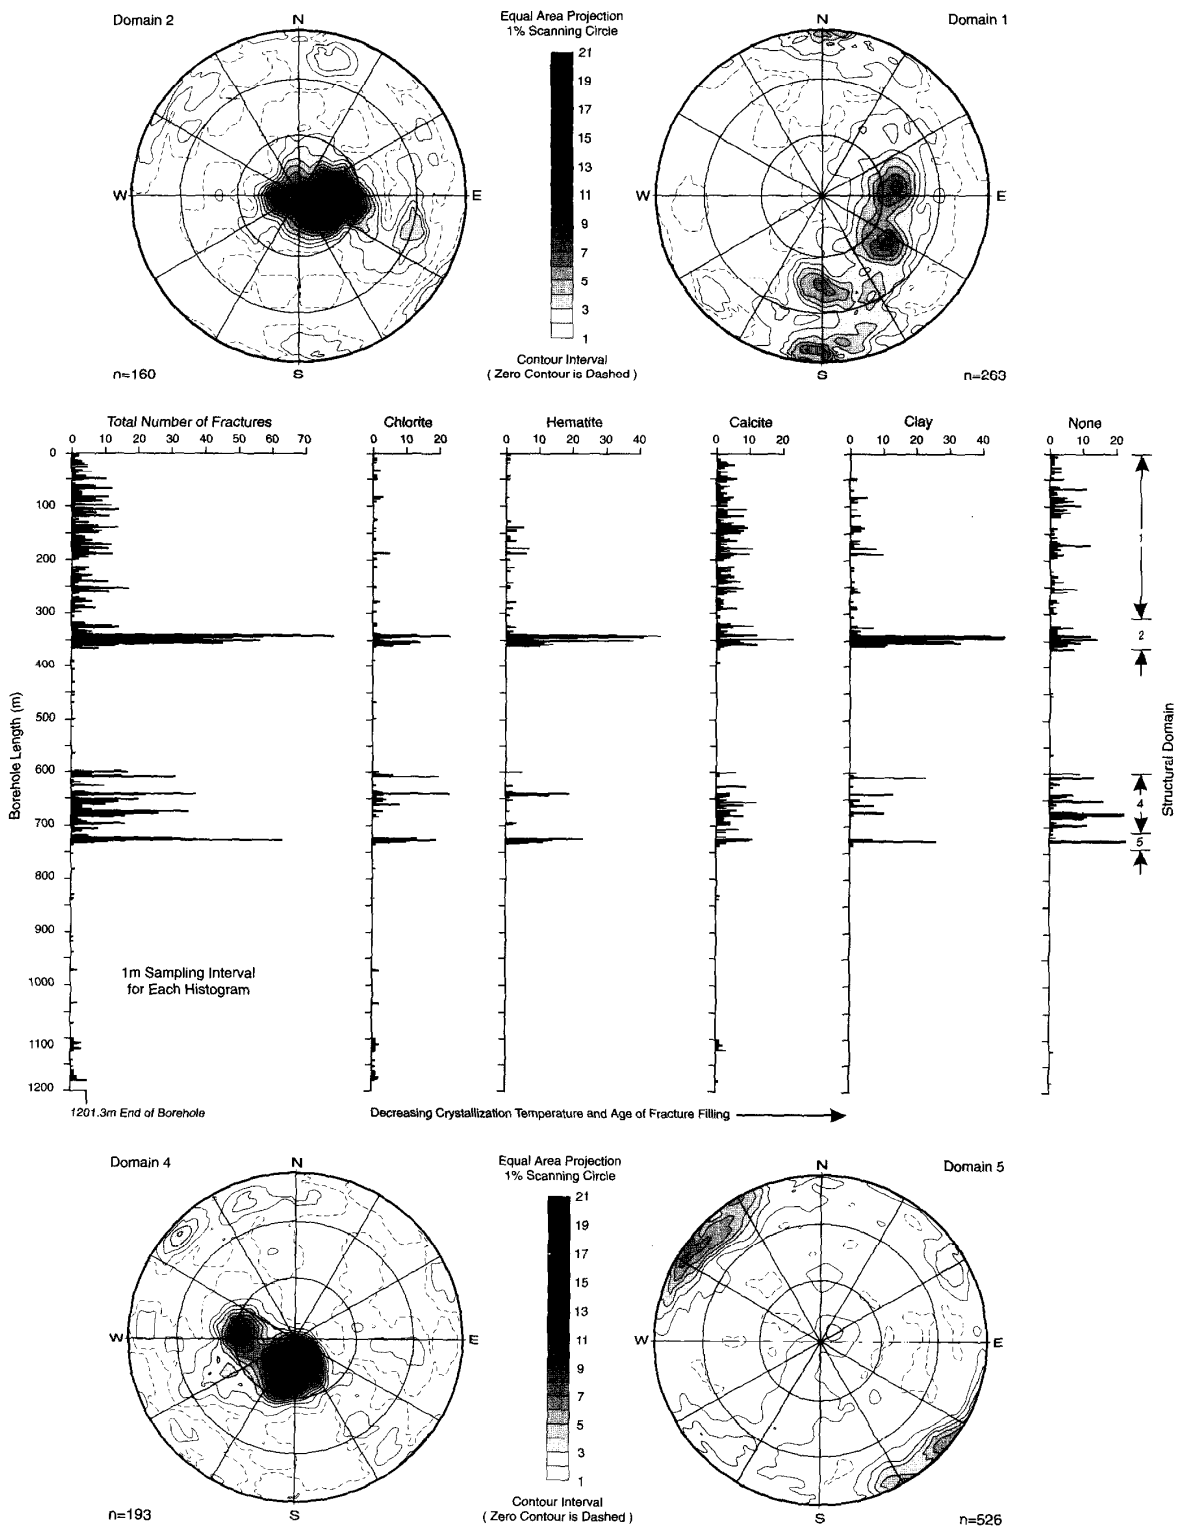 Domain 2
N
W
E
S
n=160
Equal Area Projection
1% Scanning Circle
21
19
17
15
13
11
9
7
5
3
1
Contour Interval
( Zero Contour is Dashed )
Domain 1
N
W
E
S
n=263
Total Number of Fractures
0 10 20 30 40 50 60 70
Chlorite
0 10 20
Hematite
0 10 20 30 40
Calcite
0 10 20
Clay
0 10 20 30 40
None
0 10 20
Borehole Length (m)
0
100
200
300
400
500
600
700
800
900
1000
1100
1200
1m Sampling Interval
for Each Histogram
1
2
4
5
Structural Domain
1201.3m End of Borehole
Decreasing Crystallization Temperature and Age of Fracture Filling
Domain 4
N
W
E
S
n=193
Equal Area Projection
1% Scanning Circle
21
19
17
15
13
11
9
7
5
3
1
Contour Interval
( Zero Contour is Dashed )
Domain 5
N
W
E
S
n=526